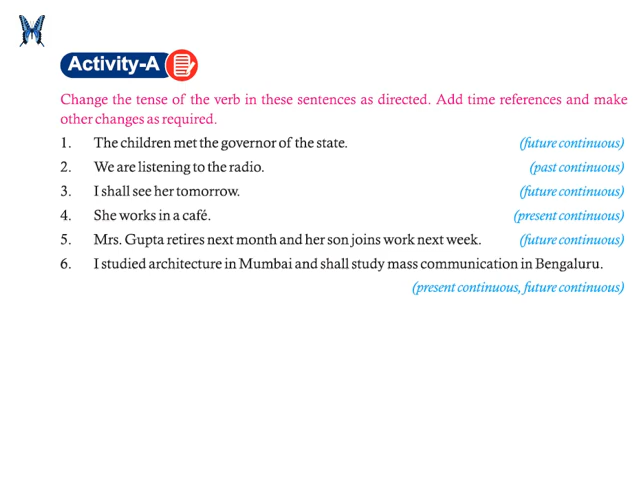 Activity-A
Change the tense of the verb in these sentences as directed. Add time references and make
other changes as required.
1. The children met the governor of the state. (future continuous)
2. We are listening to the radio. (past continuous)
3. I shall see her tomorrow. (future continuous)
4. She works in a café. (present continuous)
5. Mrs. Gupta retires next month and her son joins work next week. (future continuous)
6. I studied architecture in Mumbai and shall study mass communication in Bengaluru.
(present continuous, future continuous)